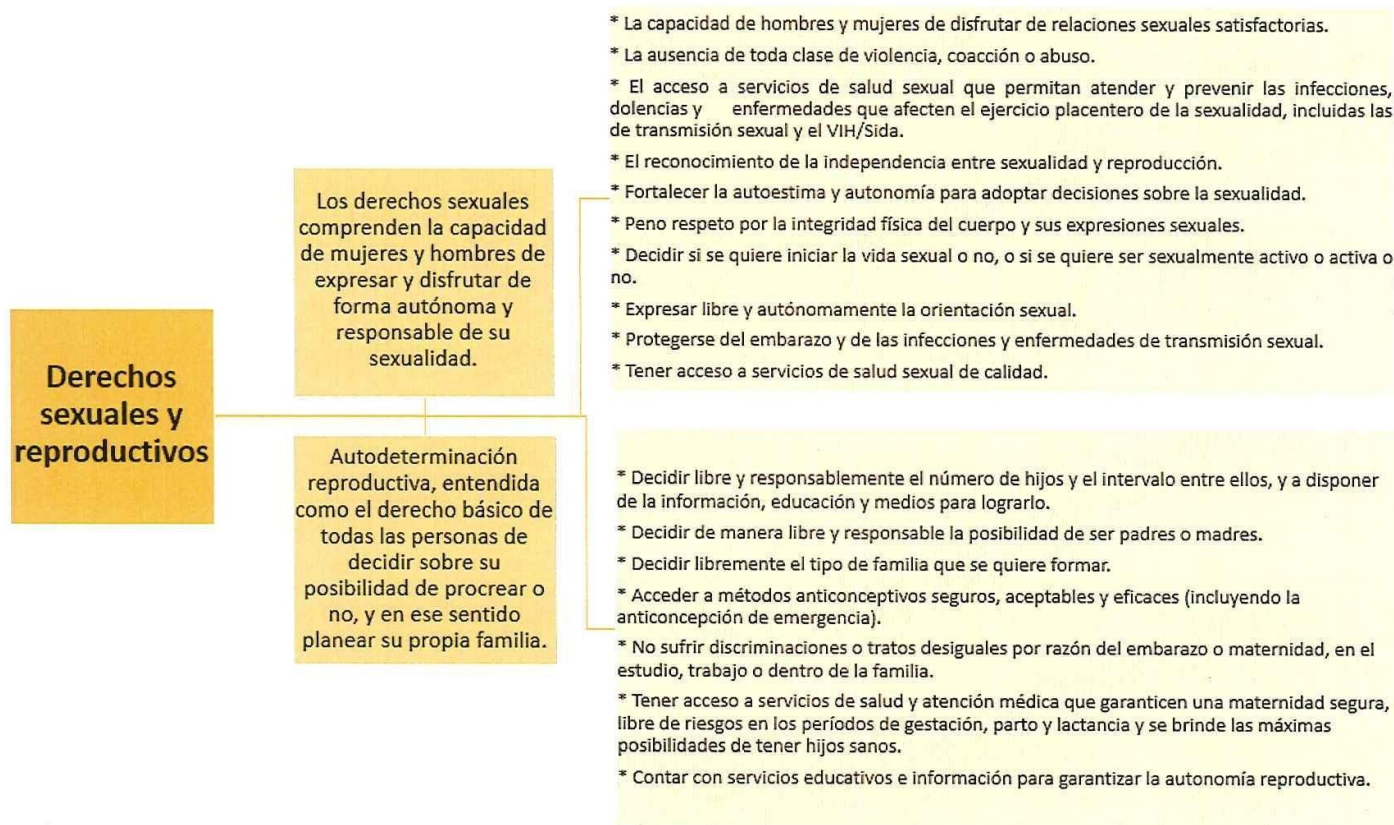 Derechos
sexuales y
reproductivos
Los derechos sexuales
comprenden la capacidad
de mujeres y hombres de
expresar y disfrutar de
forma autónoma y
responsable de su
sexualidad.
* La capacidad de hombres y mujeres de disfrutar de relaciones sexuales satisfactorias.
* La ausencia de toda clase de violencia, coacción o abuso.
* El acceso a servicios de salud sexual que permitan atender y prevenir las infecciones,
dolencias y enfermedades que afecten el ejercicio placentero de la sexualidad, incluidas las
de transmisión sexual y el VIH/Sida.
* El reconocimiento de la independencia entre sexualidad y reproducción.
* Fortalecer la autoestima y autonomía para adoptar decisiones sobre la sexualidad.
* Peno respeto por la integridad física del cuerpo y sus expresiones sexuales.
* Decidir si se quiere iniciar la vida sexual o no, o si se quiere ser sexualmente activo o activa o
no.
* Expresar libre y autónomamente la orientación sexual.
* Protegerse del embarazo y de las infecciones y enfermedades de transmisión sexual.
* Tener acceso a servicios de salud sexual de calidad.
Autodeterminación
reproductiva, entendida
como el derecho básico de
todas las personas de
decidir sobre su
posibilidad de procrear o
no, y en ese sentido
planear su propia familia.
* Decidir libre y responsablemente el número de hijos y el intervalo entre ellos, y a disponer
de la información, educación y medios para lograrlo.
* Decidir de manera libre y responsable la posibilidad de ser padres o madres.
* Decidir libremente el tipo de familia que se quiere formar.
* Acceder a métodos anticonceptivos seguros, aceptables y eficaces (incluyendo la
anticoncepción de emergencia).
* No sufrir discriminaciones o tratos desiguales por razón del embarazo o maternidad, en el
estudio, trabajo o dentro de la familia.
* Tener acceso a servicios de salud y atención médica que garanticen una maternidad segura,
libre de riesgos en los períodos de gestación, parto y lactancia y se brinde las máximas
posibilidades de tener hijos sanos.
* Contar con servicios educativos e información para garantizar la autonomía reproductiva.